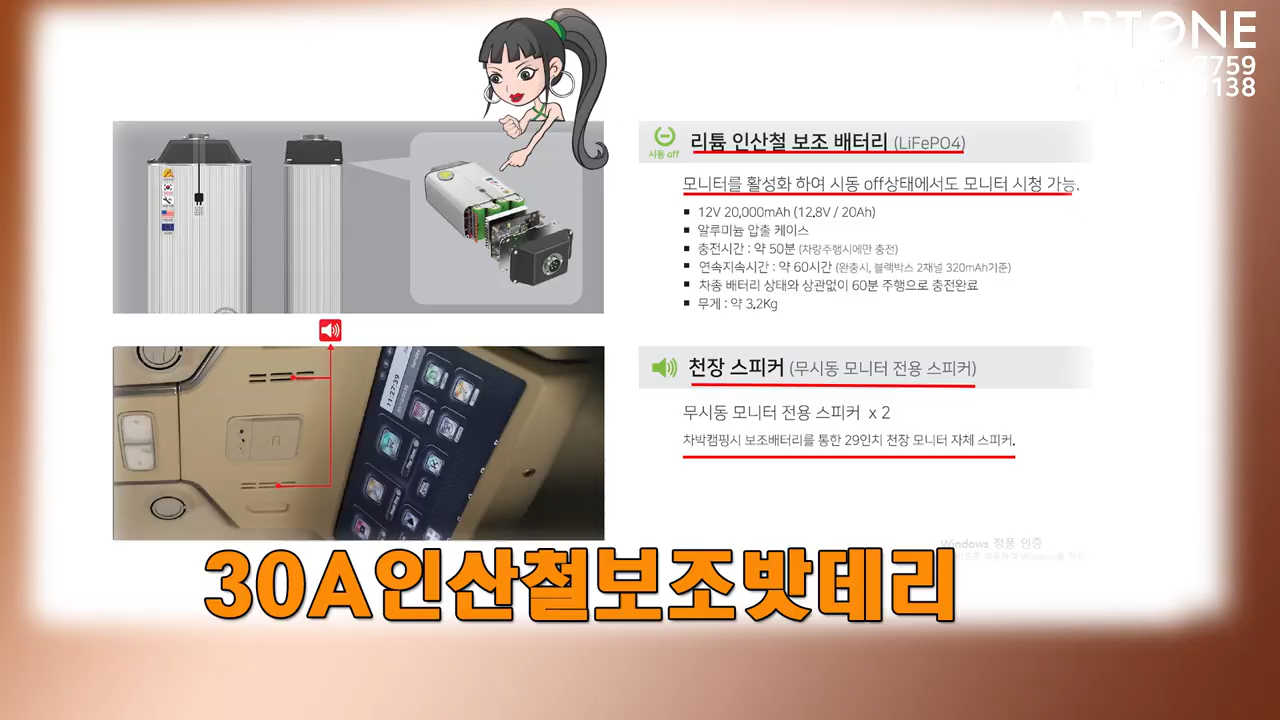 7759
138
시동 off
리튬 인산철 보조 배터리 (LiFePO4)
모니터를 활성화 하여 시동 off상태에서도 모니터 시청 가능.
■ 12V 20,000mAh (12.8V / 20Ah)
■ 알루미늄 압출 케이스
■ 충전시간 : 약 50분 (차량주행시에만 충전)
■ 연속지속시간 : 약 60시간 (완충시, 블랙박스 2채널 320mAh기준)
■ 차종 배터리 상태와 상관없이 60분 주행으로 충전완료
■ 무게 : 약 3.2Kg
11:27:39
천장 스피커 (무시동 모니터 전용 스피커)
무시동 모니터 전용 스피커 x 2
차박캠핑시 보조배터리를 통한 29인치 천장 모니터 자체 스피커.
Windows 정품 인증
30A인산철보조밧데리